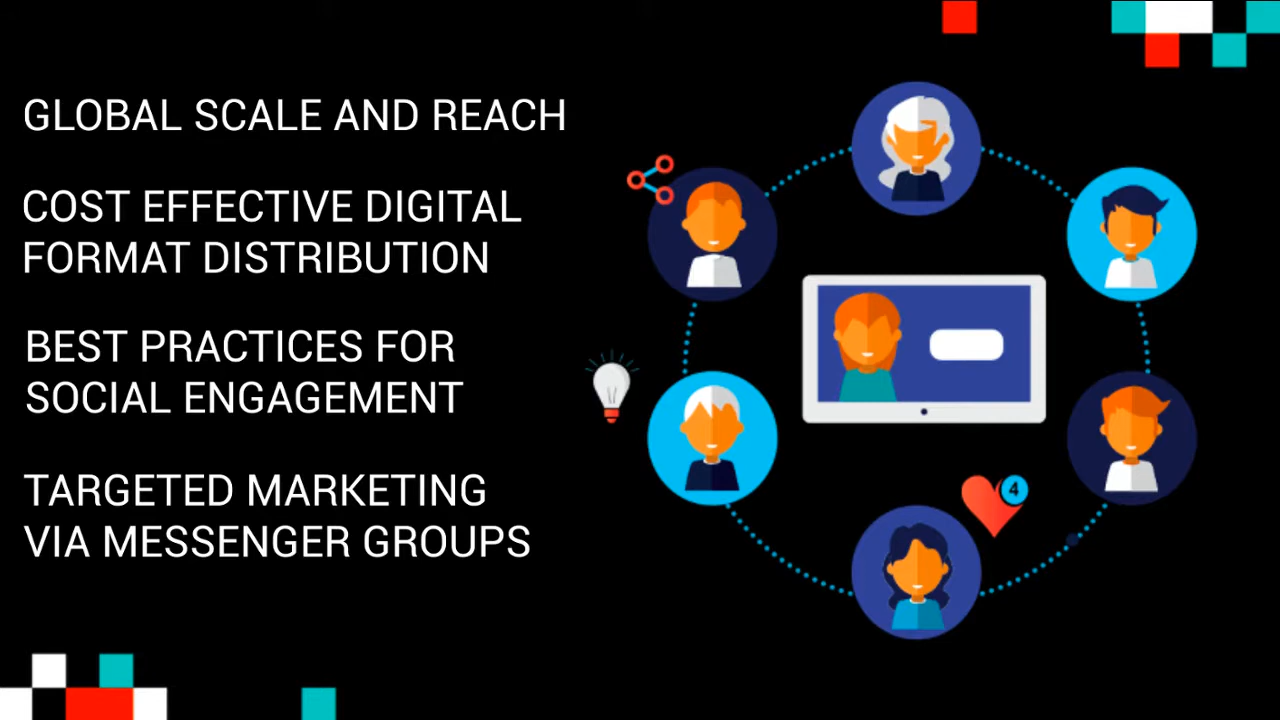 GLOBAL SCALE AND REACH
COST EFFECTIVE DIGITAL
FORMAT DISTRIBUTION
BEST PRACTICES FOR
SOCIAL ENGAGEMENT
TARGETED MARKETING
VIA MESSENGER GROUPS
4